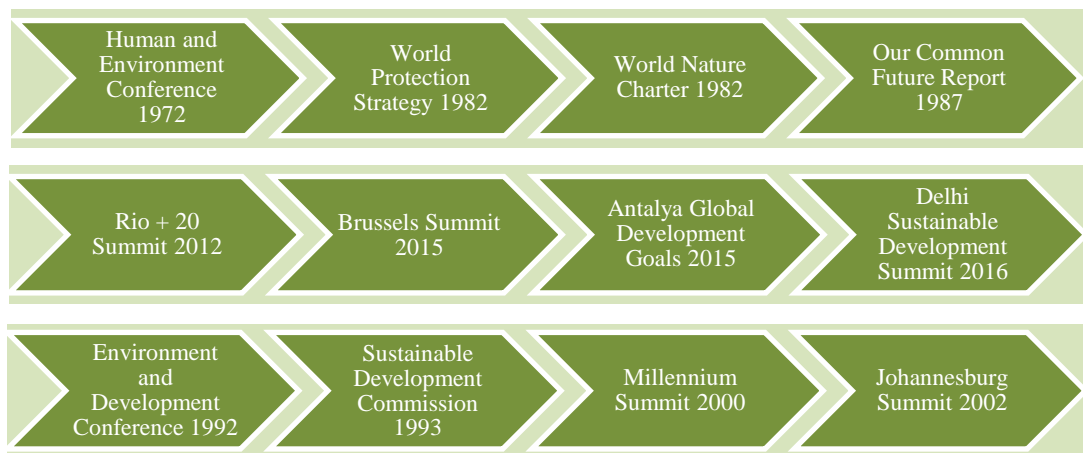 Human and
Environment
Conference
1972
World
Protection
Strategy 1982
World Nature
Charter 1982
Our Common
Future Report
1987
Rio + 20
Summit 2012
Brussels Summit
2015
Antalya Global
Development
Goals 2015
Delhi
Sustainable
Development
Summit 2016
Environment
and
Development
Conference 1992
Sustainable
Development
Commission
1993
Millennium
Summit 2000
Johannesburg
Summit 2002